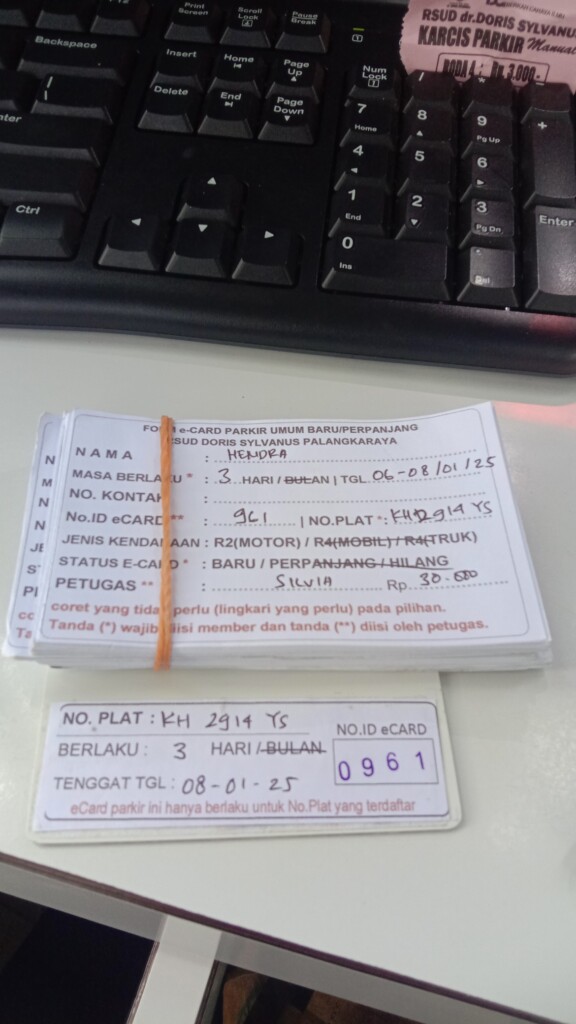 Print
Screen
Scroll
Lock
Pause
Break
Backspace
Insert
Home
Page
Up
Num
Lock
Delete
End
Page
Down
Ctrl
7
Home
8
9
Pg Up
+
4
5
6
1
End
2
3
Pg Dn
Enter
0
Ins
Del
RSUD dr.DORIS SYLVANUS
KARCIS PARKIR Manual
RODA 4 : Rp 3.000,-
FORM e-CARD PARKIR UMUM BARU/PERPANJANG
RSUD DORIS SYLVANUS PALANGKARAYA
NAMA : HENDRA
MASA BERLAKU * : 3 HARI / BULAN | TGL 06-08/01/25
NO. KONTAK :
No.ID eCARD ** : 961 | NO.PLAT * : KH 2914 YS
JENIS KENDARAAN : R2(MOTOR) / R4(MOBIL) / R4(TRUK)
STATUS E-CARD * : BARU / PERPANJANG / HILANG
PETUGAS ** : SILVIA Rp 30.000
coret yang tidak perlu (lingkari yang perlu) pada pilihan.
Tanda (*) wajib diisi member dan tanda (**) diisi oleh petugas.
NO. PLAT : KH 2914 YS
NO.ID eCARD
BERLAKU : 3 HARI / BULAN
0961
TENGGAT TGL : 08-01-25
eCard parkir ini hanya berlaku untuk No.Plat yang terdaftar